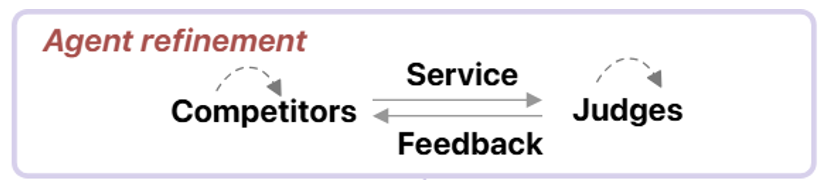 Agent refinement
Service
Competitors
Judges
Feedback